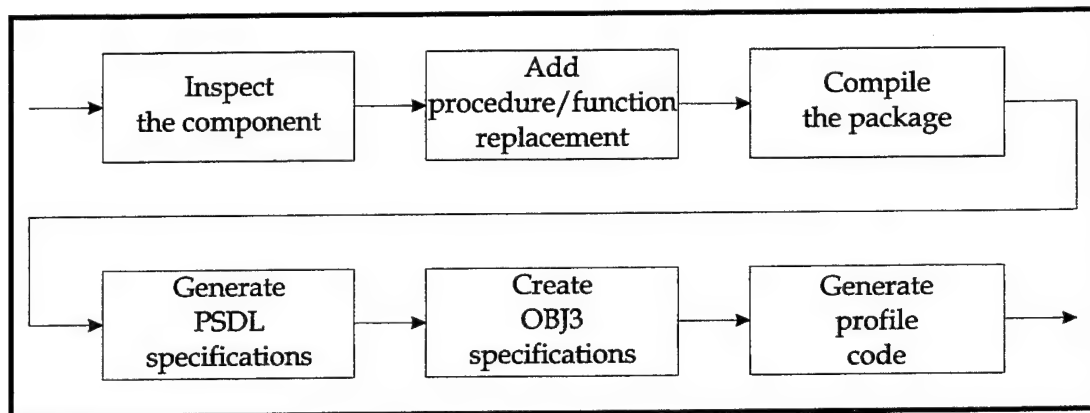 Inspect
the component
Add
procedure/function
replacement
Compile
the package
Generate
PSDL
specifications
Create
OBJ3
specifications
Generate
profile
code